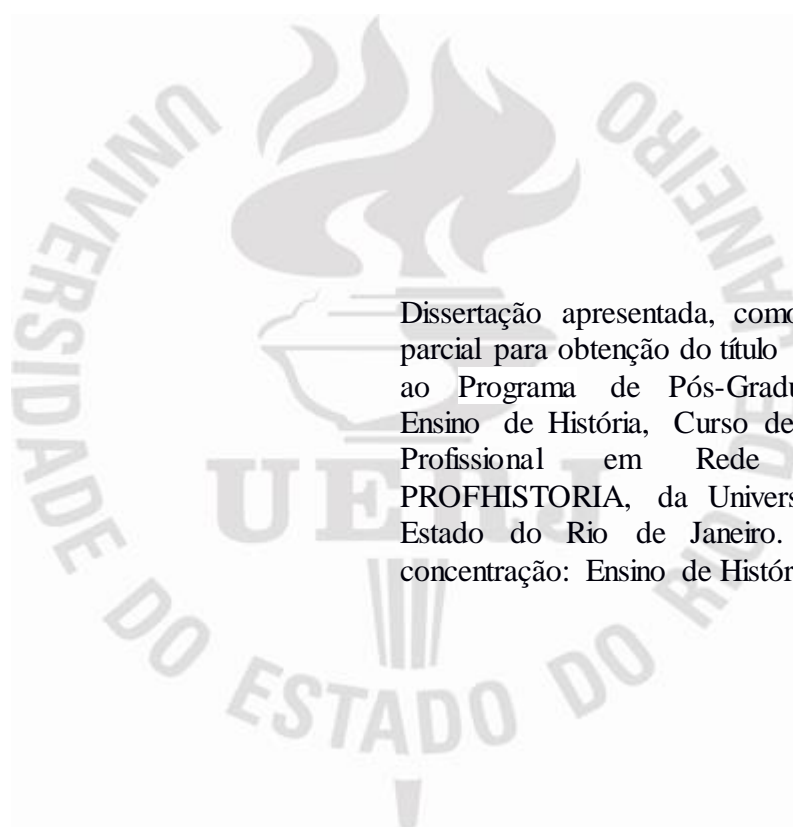 UNIVERSIDADE DO ESTADO DO RIO DE JANEIRO
UERJ
Dissertação apresentada, como
parcial para obtenção do título
ao Programa de Pós-Gradu
Ensino de História, Curso de
Profissional em Rede
PROFHISTORIA, da Univers
Estado do Rio de Janeiro.
concentração: Ensino de Histór